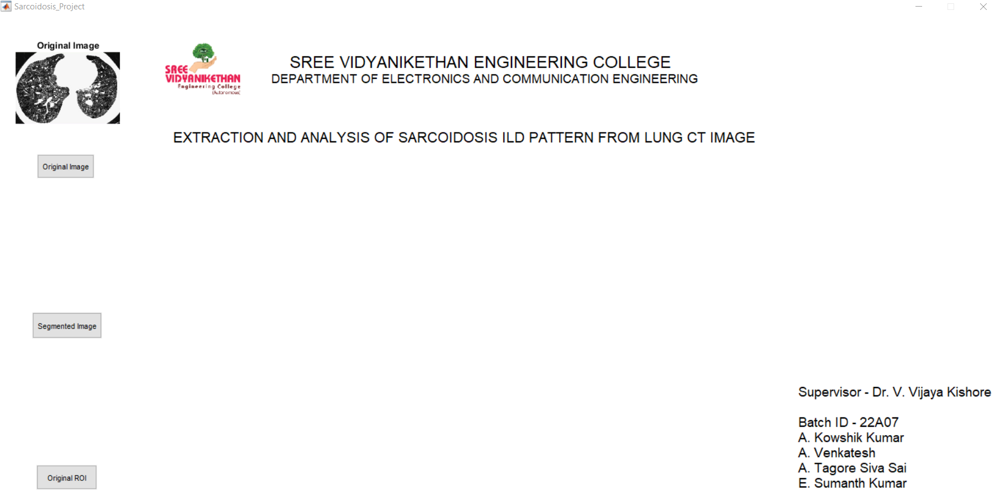 Sarcoidosis_Project
Original Image
SREE
VIDYANIKETHAN
Engineering College
(Autonomous)
SREE VIDYANIKETHAN ENGINEERING COLLEGE
DEPARTMENT OF ELECTRONICS AND COMMUNICATION ENGINEERING
EXTRACTION AND ANALYSIS OF SARCOIDOSIS ILD PATTERN FROM LUNG CT IMAGE
Original Image
Segmented Image
Original ROI
Supervisor - Dr. V. Vijaya Kishore
Batch ID - 22A07
A. Kowshik Kumar
A. Venkatesh
A. Tagore Siva Sai
E. Sumanth Kumar